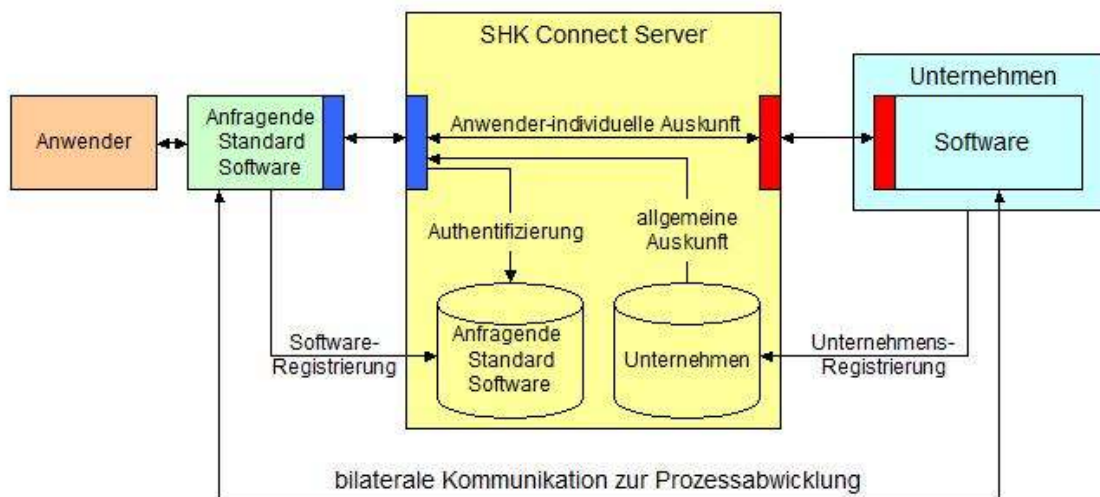 SHK Connect Server
Unternehmen
Anwender
Anfragende
Standard
Software
Anwender-individuelle Auskunft
Software
Authentifizierung
allgemeine
Auskunft
Software-
Registrierung
Anfragende
Standard
Software
Unternehmen
Unternehmens-
Registrierung
bilaterale Kommunikation zur Prozessabwicklung